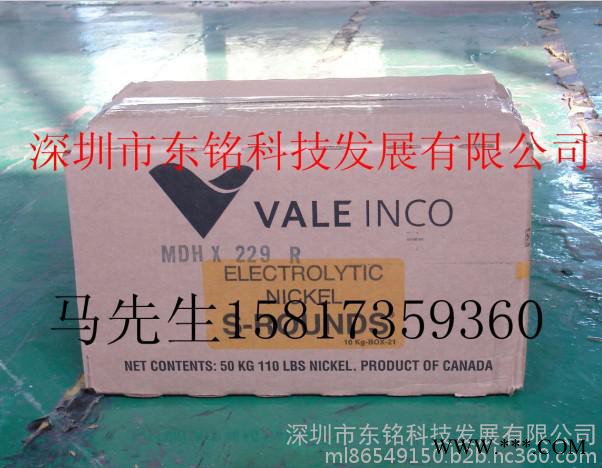 深圳市东铭科技发展有限公司
VALE INCO
MDH X 229 R
ELECTROLYTIC
NICKEL
马先生15817359360
S-ROUNDS
10 Kg-BOX-21
NET CONTENTS: 50 KG 110 LBS NICKEL. PRODUCT OF CANADA
深圳市东铭科技发展有限公司
ml86549150.b2b.hc360.com
www.***.com